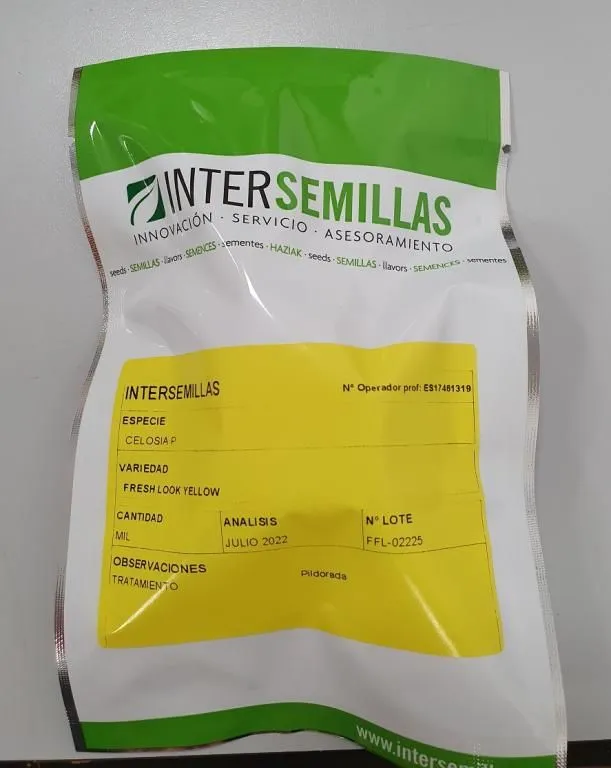 INTERSEMILLAS
INNOVACIÓN · SERVICIO · ASESORAMIENTO
seeds · SEMILLAS · llavors · SEMENCES · sementes · HAZIAK · seeds · SEMILLAS · llavors · SEMENCES · sementes
INTERSEMILLAS Nº Operador prof: ES17461319
ESPECIE
CELOSIA P
VARIEDAD
FRESH LOOK YELLOW
CANTIDAD ANALISIS Nº LOTE
MIL JULIO 2022 FFL-02225
OBSERVACIONES
TRATAMIENTO Pildorada